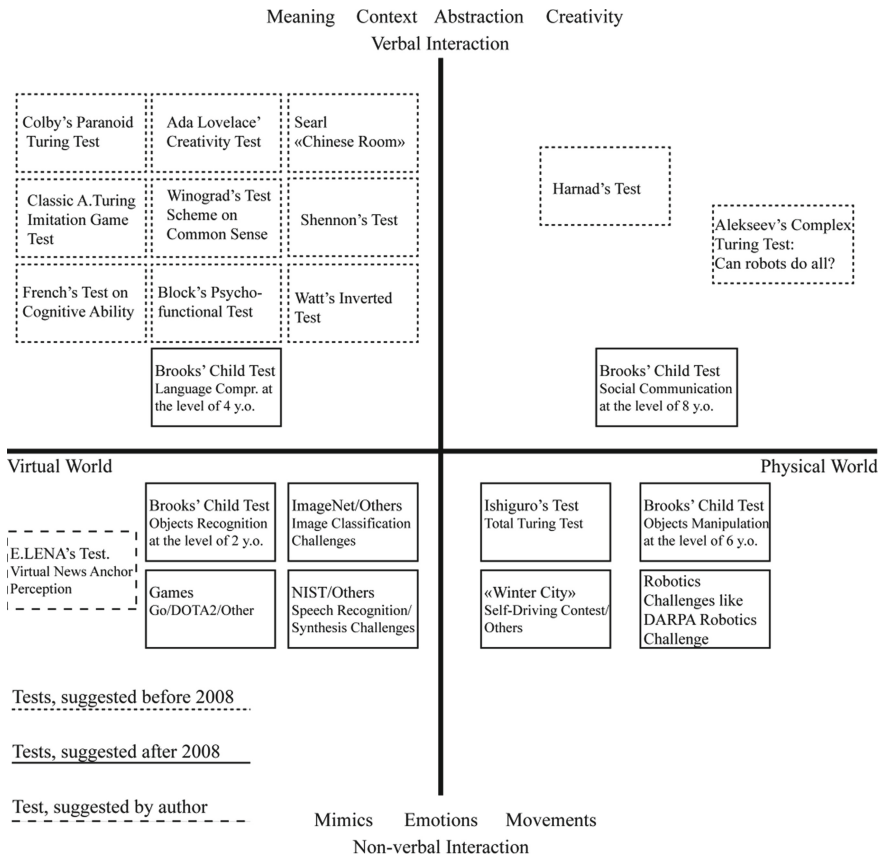 Meaning Context Abstraction Creativity
Verbal Interaction
Colby's Paranoid
Turing Test
Ada Lovelace'
Creativity Test
Searl
«Chinese Room»
Classic A.Turing
Imitation Game
Test
Winograd's Test
Scheme on
Common Sense
Shennon's Test
French's Test on
Cognitive Ability
Block's Psycho-
functional Test
Watt's Inverted
Test
Brooks' Child Test
Language Compr. at
the level of 4 y.o.
Harnad's Test
Alekseev's Complex
Turing Test:
Can robots do all?
Brooks' Child Test
Social Communication
at the level of 8 y.o.
Virtual World
Physical World
E.LENA's Test.
Virtual News Anchor
Perception
Brooks' Child Test
Objects Recognition
at the level of 2 y.o.
ImageNet/Others
Image Classification
Challenges
Games
Go/DOTA2/Other
NIST/Others
Speech Recognition/
Synthesis Challenges
Ishiguro's Test
Total Turing Test
Brooks' Child Test
Objects Manipulation
at the level of 6 y.o.
«Winter City»
Self-Driving Contest/
Others
Robotics
Challenges like
DARPA Robotics
Challenge
Tests, suggested before 2008
Tests, suggested after 2008
Test, suggested by author
Mimics Emotions Movements
Non-verbal Interaction